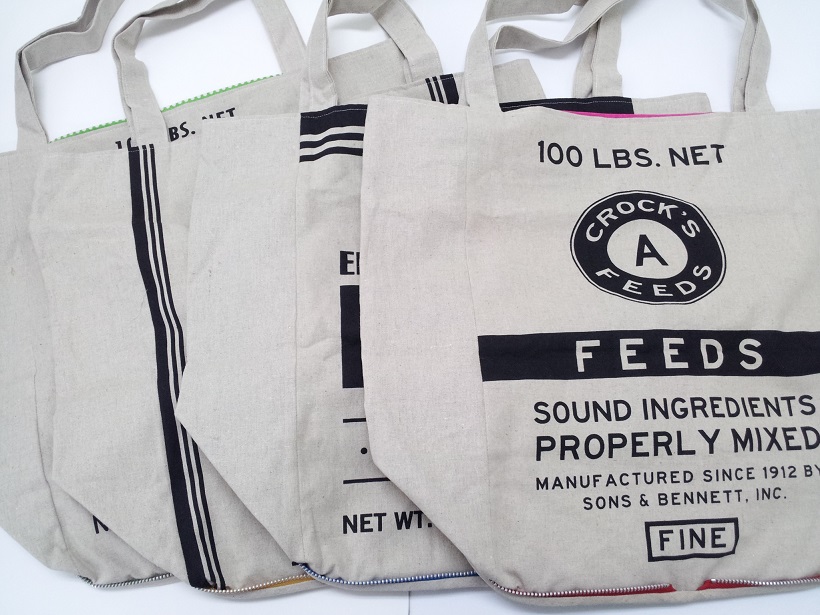 100 LBS. NET
CROCK'S
A
FEEDS
FEEDS
SOUND INGREDIENTS
PROPERLY MIXED
MANUFACTURED SINCE 1912 BY
SONS & BENNETT, INC.
FINE
NET WT.